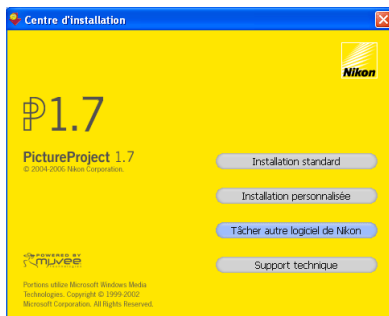 Centre d'installation
Nikon
P1.7
PictureProject 1.7
© 2004-2006 Nikon Corporation.
Installation standard
Installation personnalisée
Tâcher autre logiciel de Nikon
Support technique
POWERED BY
muvee
technologies
Portions utilize Microsoft Windows Media
Technologies. Copyright © 1999-2002
Microsoft Corporation. All Rights Reserved.